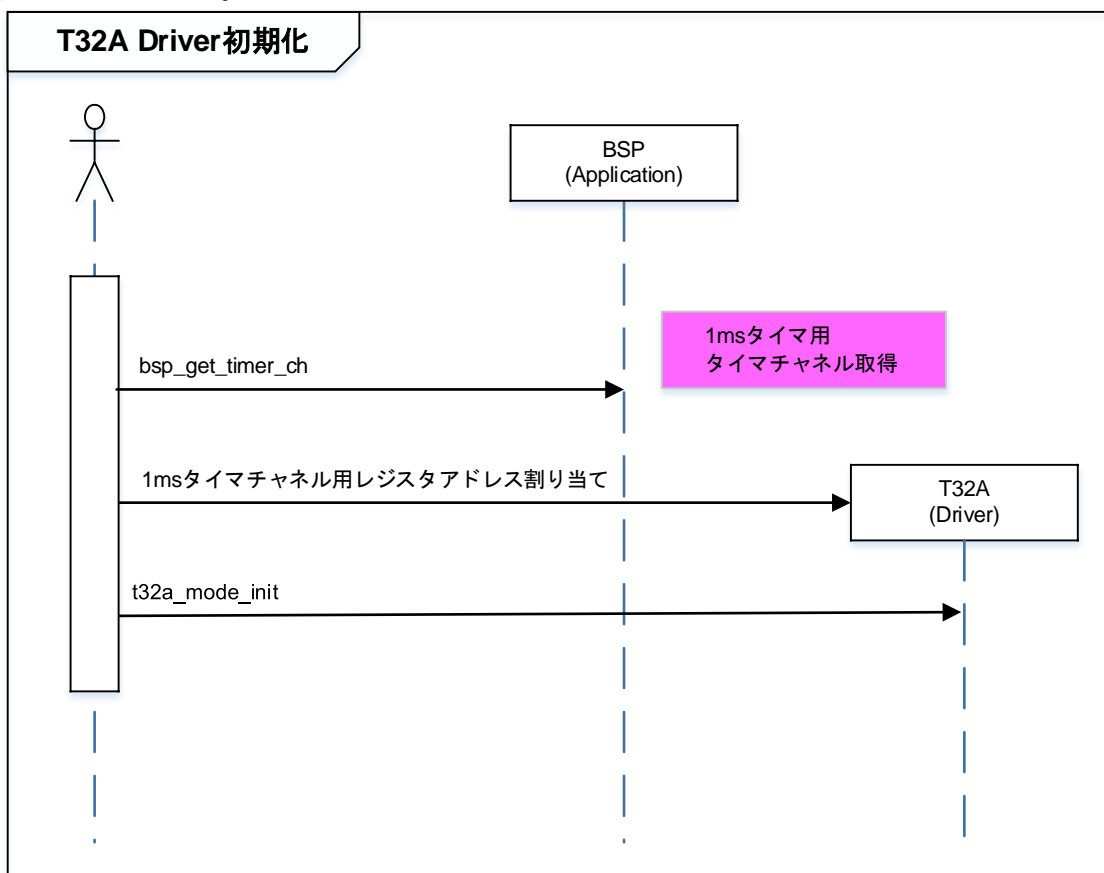 T32A Driver初期化
BSP
(Application)
1msタイマ用
タイマチャネル取得
bsp_get_timer_ch
1msタイマチャネル用レジスタアドレス割り当て
T32A
(Driver)
t32a_mode_init